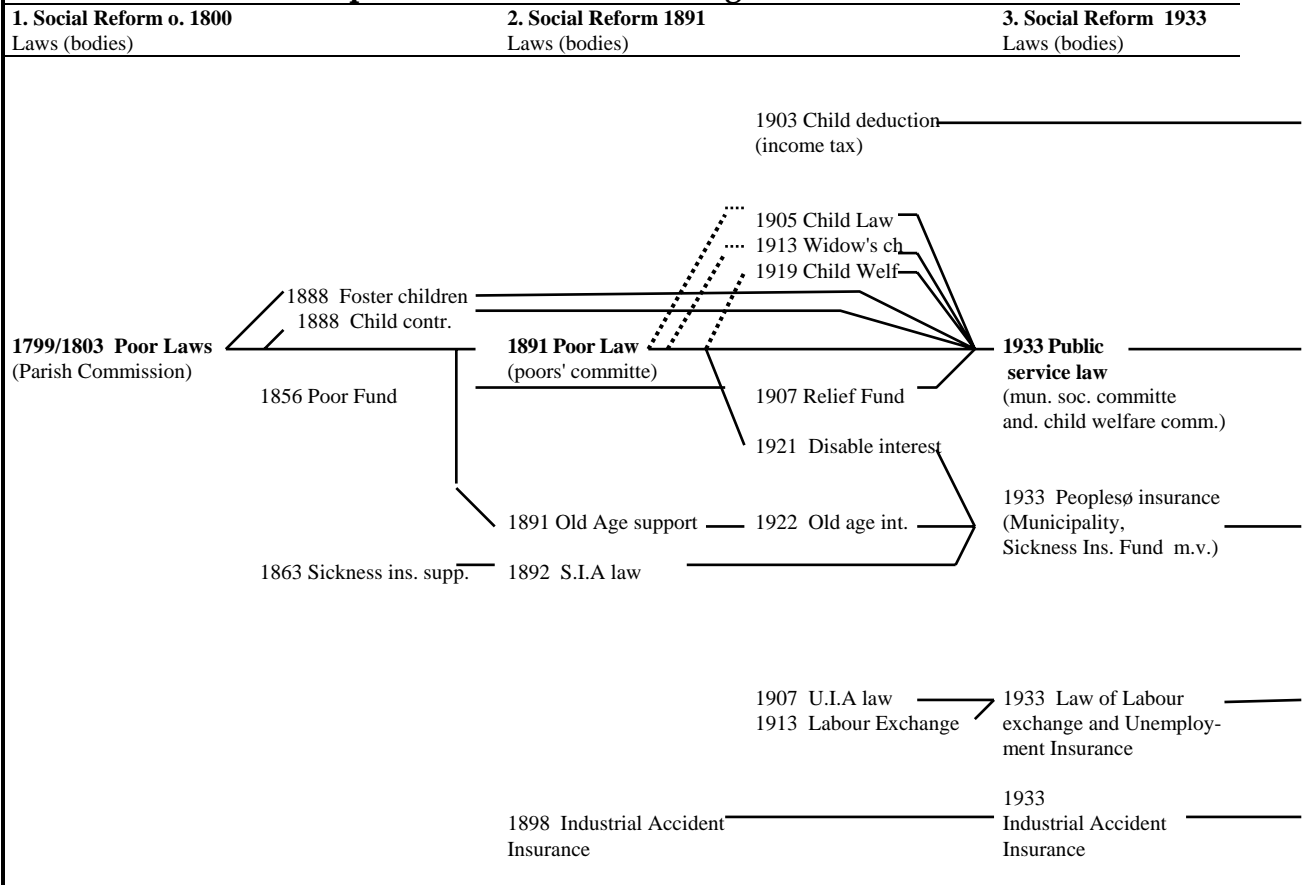 1. Social Reform o. 1800
Laws (bodies)
2. Social Reform 1891
Laws (bodies)
3. Social Reform 1933
Laws (bodies)
1903 Child deduction
(income tax)
1905 Child Law
1913 Widow's ch
1919 Child Welf
1888 Foster children
1888 Child contr.
1799/1803 Poor Laws
(Parish Commission)
1891 Poor Law
(poors' committe)
1933 Public
service law
(mun. soc. committe
and. child welfare comm.)
1856 Poor Fund
1907 Relief Fund
1921 Disable interest
1891 Old Age support
1922 Old age int.
1933 Peoplesø insurance
(Municipality,
Sickness Ins. Fund m.v.)
1863 Sickness ins. supp.
1892 S.I.A law
1907 U.I.A law
1913 Labour Exchange
1933 Law of Labour
exchange and Unemploy-
ment Insurance
1898 Industrial Accident
Insurance
1933
Industrial Accident
Insurance